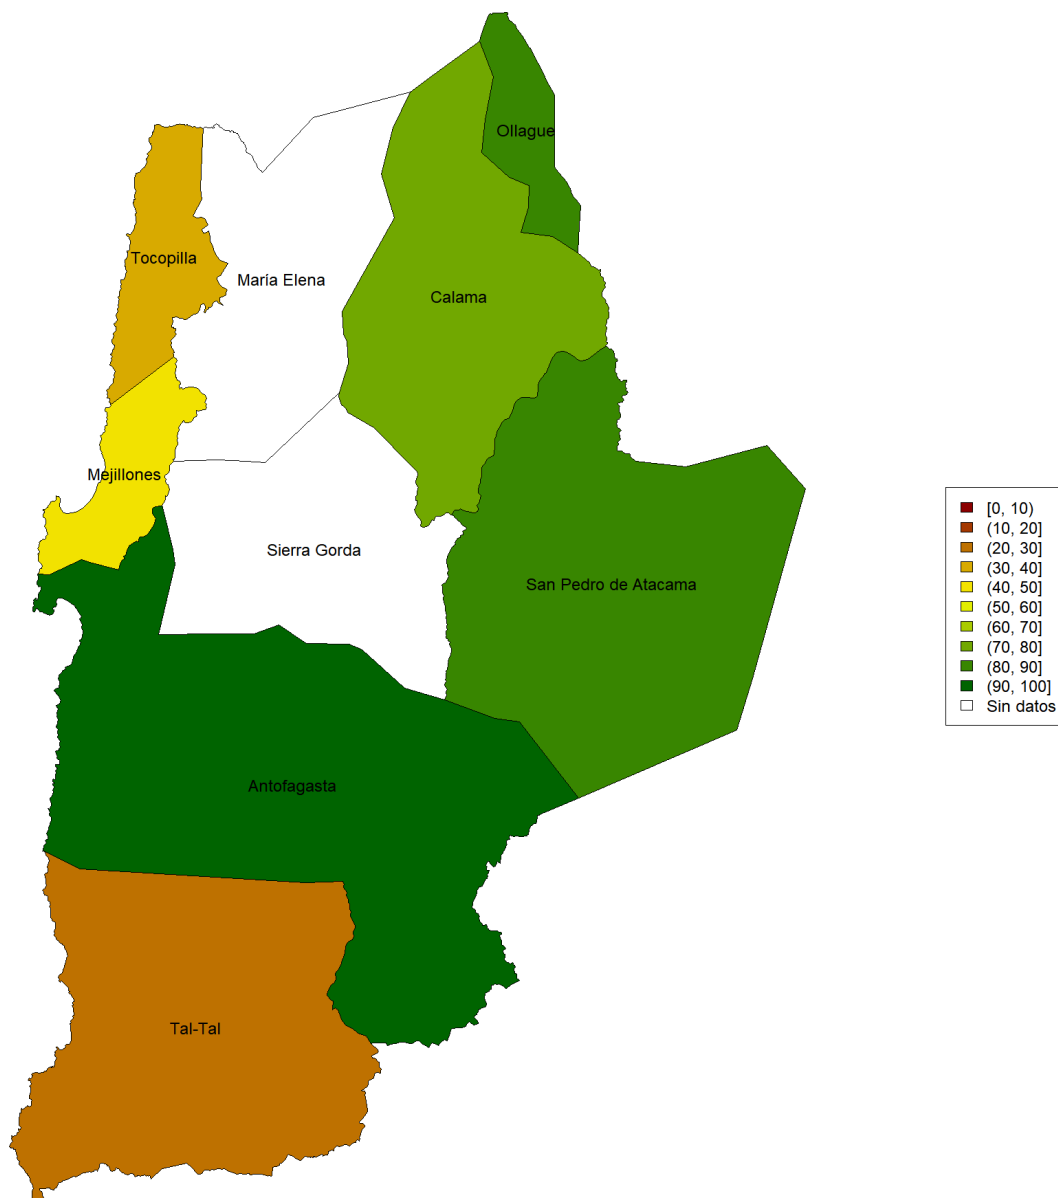 Ollague
Tocopilla
María Elena
Calama
Mejillones
Sierra Gorda
San Pedro de Atacama
Antofagasta
Tal-Tal
[0, 10)
(10, 20]
(20, 30]
(30, 40]
(40, 50]
(50, 60]
(60, 70]
(70, 80]
(80, 90]
(90, 100]
Sin datos